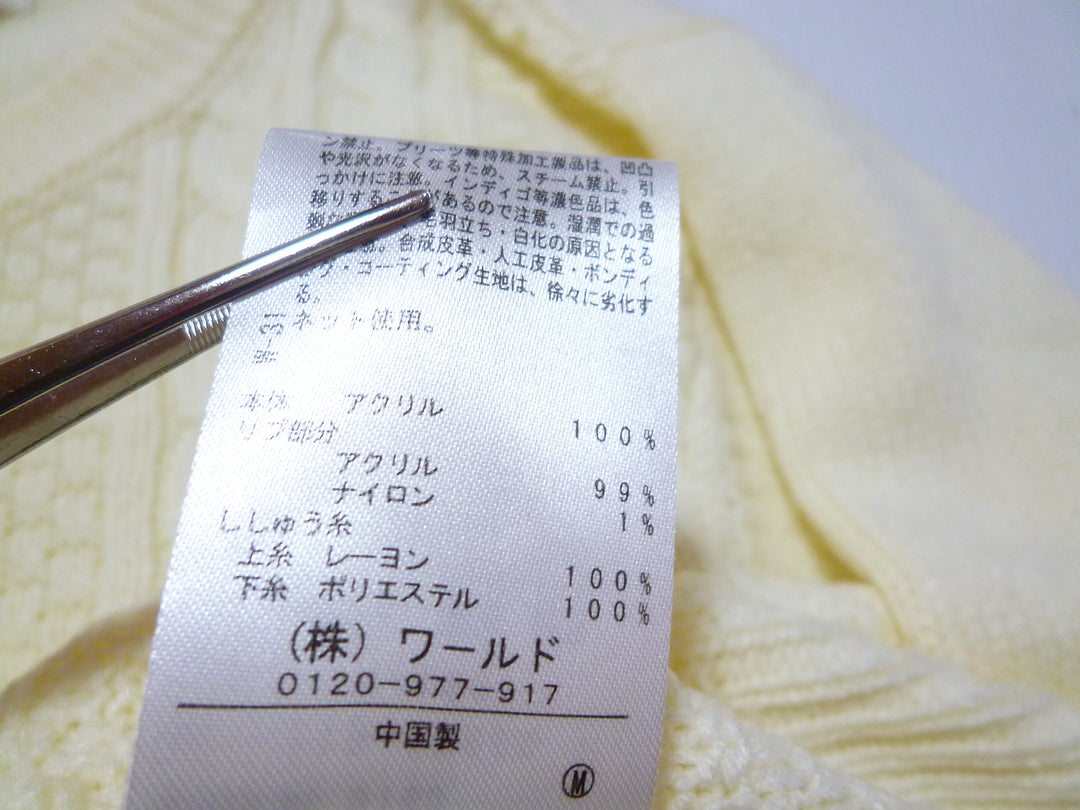 ン禁止。プリーツ等特殊加工製品は、凹凸
や光沢がなくなるため、スチーム禁止。引
っかけに注意。インディゴ等濃色品は、色
移りすることがあるので注意。湿潤での過
毛羽立ち・白化の原因となる
。合成皮革・人工皮革・ボンディ
ング・コーティング生地は、徐々に劣化す
る。
ネット使用。
本体 アクリル 100%
リブ部分
アクリル 99%
ナイロン 1%
ししゅう糸
上糸 レーヨン 100%
下糸 ポリエステル 100%
(株)ワールド
0120-977-917
中国製
M